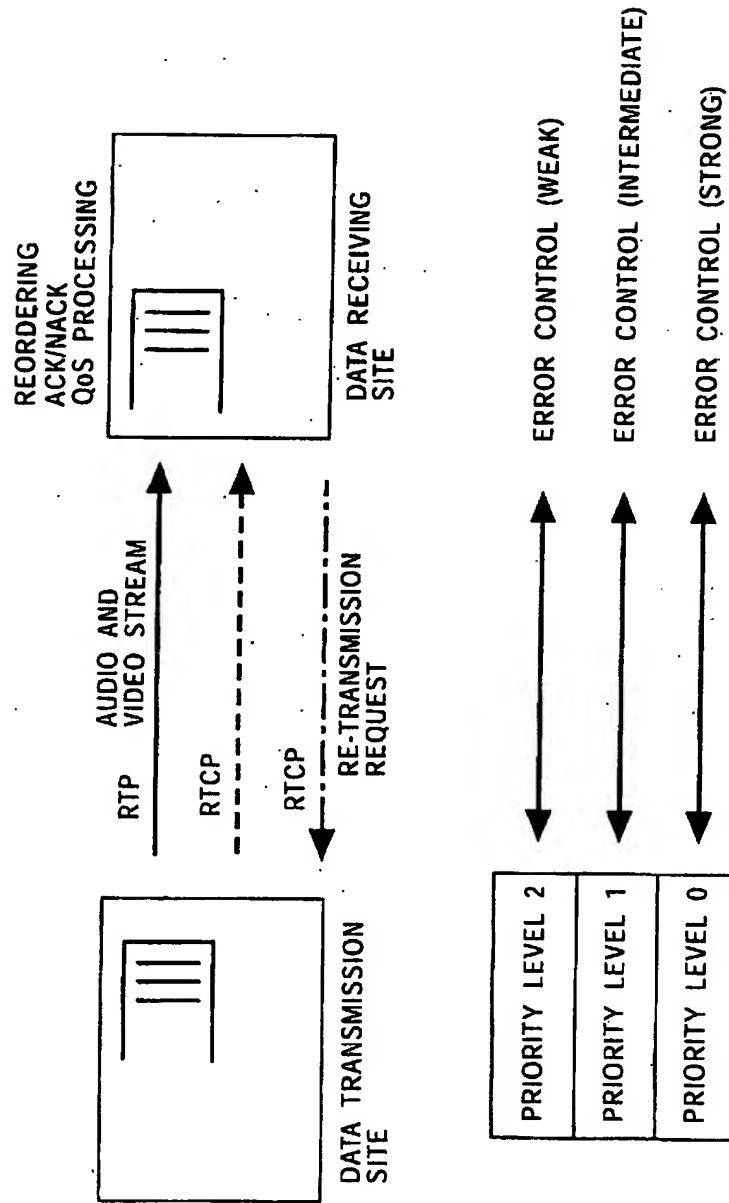 REORDERING
ACK/NACK
QoS PROCESSING
AUDIO AND
VIDEO STREAM
RTP
RTCP
RTCP
RE-TRANSMISSION
REQUEST
DATA TRANSMISSION
SITE
DATA RECEIVING
SITE
PRIORITY LEVEL 2
ERROR CONTROL (WEAK)
PRIORITY LEVEL 1
ERROR CONTROL (INTERMEDIATE)
PRIORITY LEVEL 0
ERROR CONTROL (STRONG)